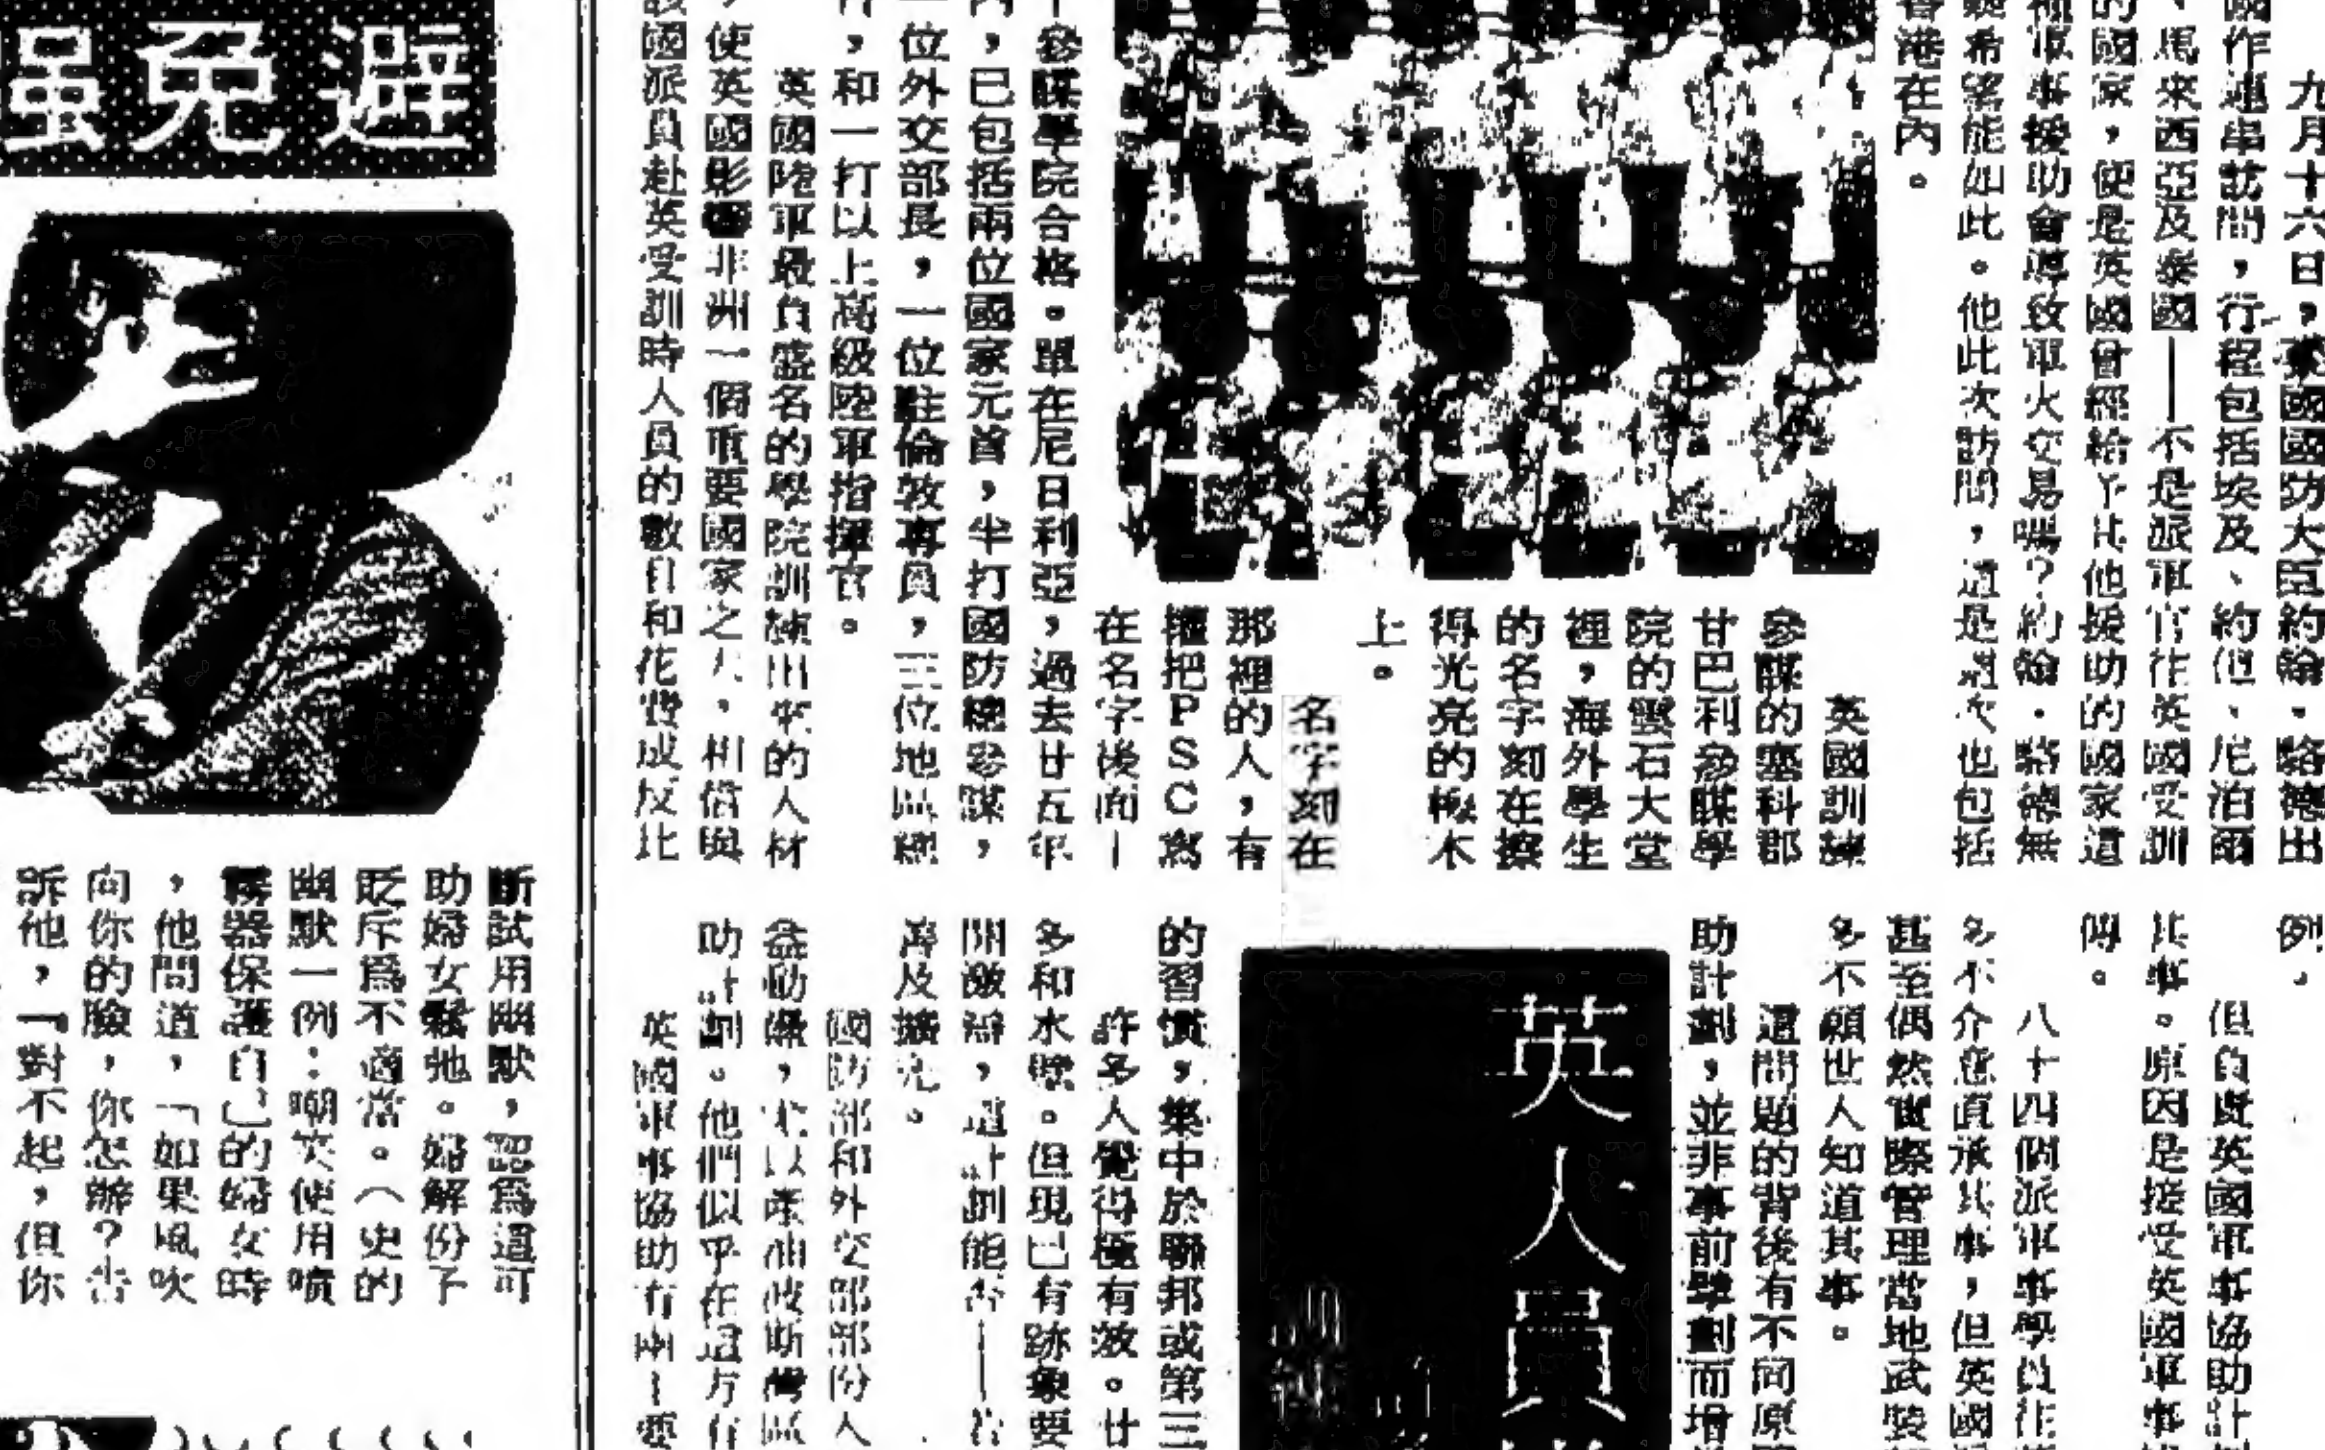 九月十六日，英國國防大臣約翰·駱德出
國作連串訪問，行程包括埃及、約但、尼泊爾
、馬來西亞及泰國——不是派軍官往英國受訓
的國家，便是英國曾經給予其他援助的國家這
軍事援助會導致軍火交易嗎？約翰·駱德無
疑希望能如此。他此次訪問，這是 次也包括
香港在內。
英國訓練
參謀的塞科郡
甘巴利參謀學
院的雲石大堂
裡，海外學生
的名字刻在擦
得光亮的橡木
上。
名字刻在
那裡的人，有
權把PSC寫
在名字後面—
參謀學院合格。單在尼日利亞，過去廿五年
內，已包括兩位國家元首，半打國防總參謀，
一位外交部長，一位駐倫敦專員，三位地區總
，和一打以上高級陸軍指揮官。
英國陸軍最負盛名的學院訓練出來的人材
，使英國影響非洲一個重要國家之大，相信與
該國派員赴英受訓時人員的數目和花費成反比
例。
但負責英國軍事協助計
其事。原因是接受英國軍事
傳。
八十四個派軍事學員往
多不介意直承其事，但英國
甚至偶然實際管理當地武裝
多不願世人知道其事。
這問題的背後有不同原
助計劃，並非事前擘劃而增
英人員
的習慣，集中於聯邦或第三
許多人覺得極有效。廿
多和水壁。但現已有跡象要
開激辯，這計劃能否——若
及擴充。
國防部和外交部部份人
益勳爵，尤以產油波斯灣區
助計劃。他們似乎在這方有
英國軍事協助有兩—要
避免
斷試用幽默，認為這可
助婦女鬆弛。婦解份子
貶斥為不適當。（史的
幽默一例：嘲笑使用噴
霧器保護自己的婦女時
，他問道，「如果風吹
向你的臉，你怎辦？告
訴他，「對不起，但你